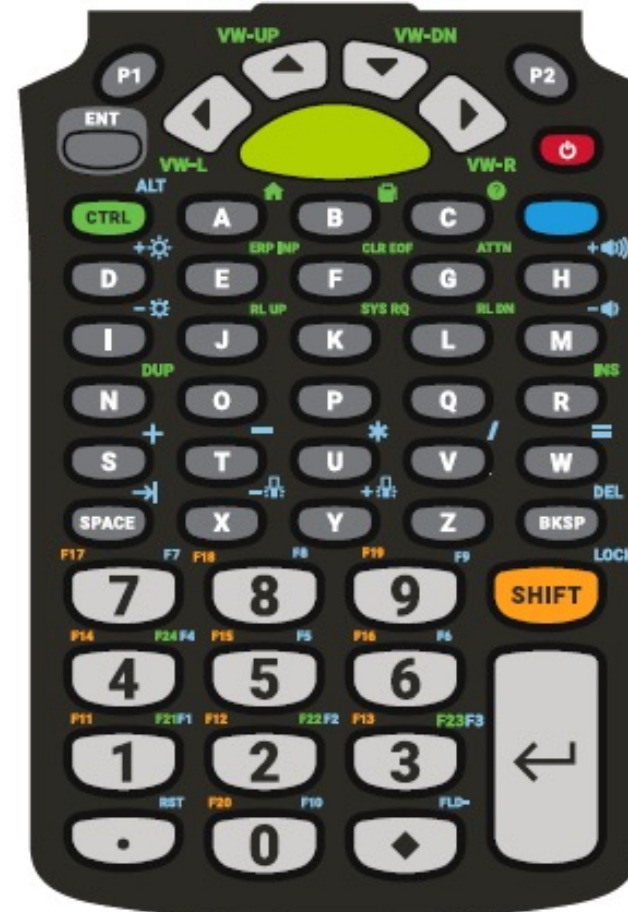 VW-UP VW-DN
P1 P2
ENT
VW-L VW-R
ALT
CTRL A B C
?
+ ERP INP CLR EOF ATTN +
D E F G H
- RL UP SYS RQ RL DN -
I J K L M
DUP INS
N O P Q R
+ - * / =
S T U V W
- + DEL
SPACE X Y Z BKSP
F17 F7 F18 F8 F19 F9 LOCK
7 8 9 SHIFT
F14 F24 F4 F15 F5 F16 F6
4 5 6
F11 F21 F1 F12 F22 F2 F13 F23 F3
1 2 3
RST F20 F10 FLD-
. 0